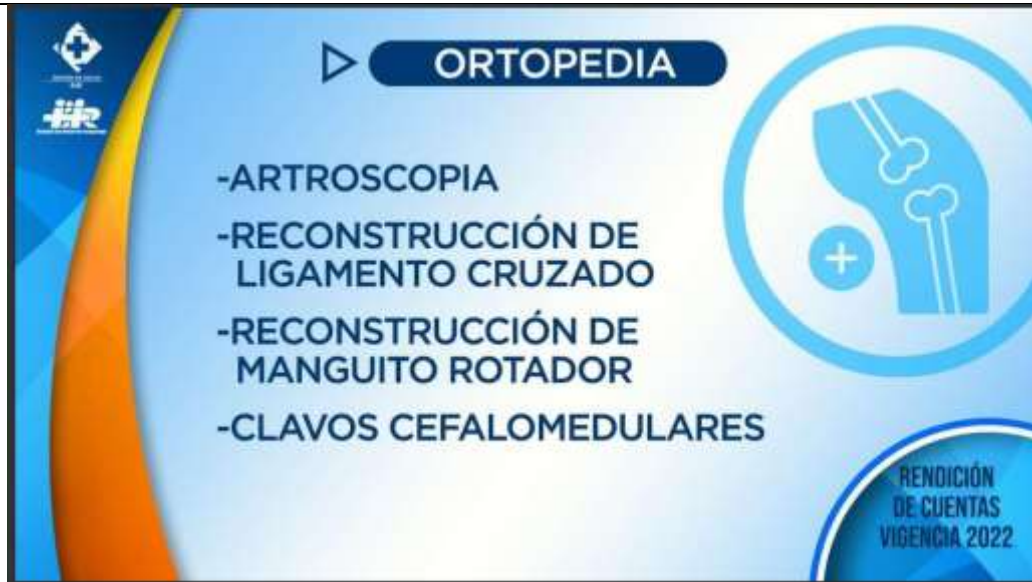 ORTOPEDIA
-ARTROSCOPIA
-RECONSTRUCCIÓN DE
LIGAMENTO CRUZADO
-RECONSTRUCCIÓN DE
MANGUITO ROTADOR
-CLAVOS CEFALOMEDULARES
RENDICIÓN
DE CUENTAS
VIGENCIA 2022